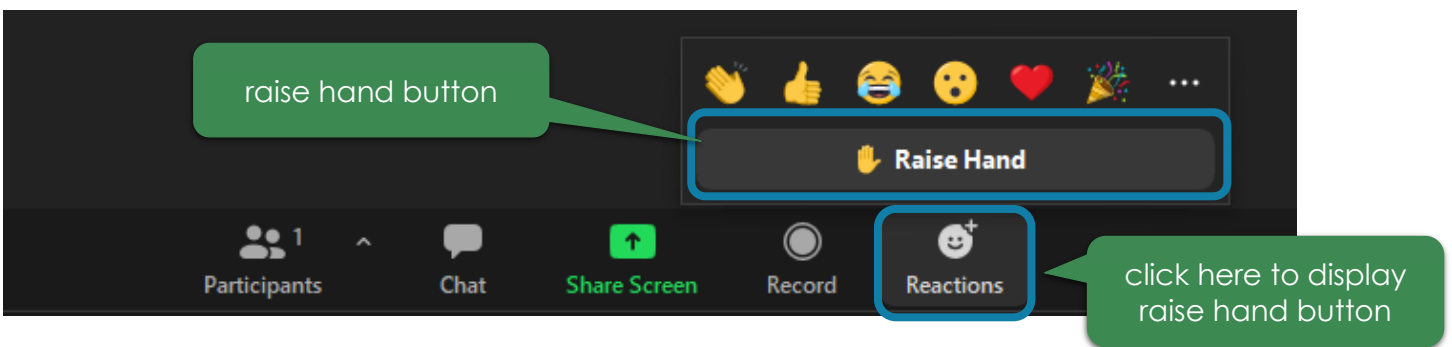 raise hand button
Raise Hand
1
Participants
Chat
Share Screen
Record
Reactions
click here to display
raise hand button